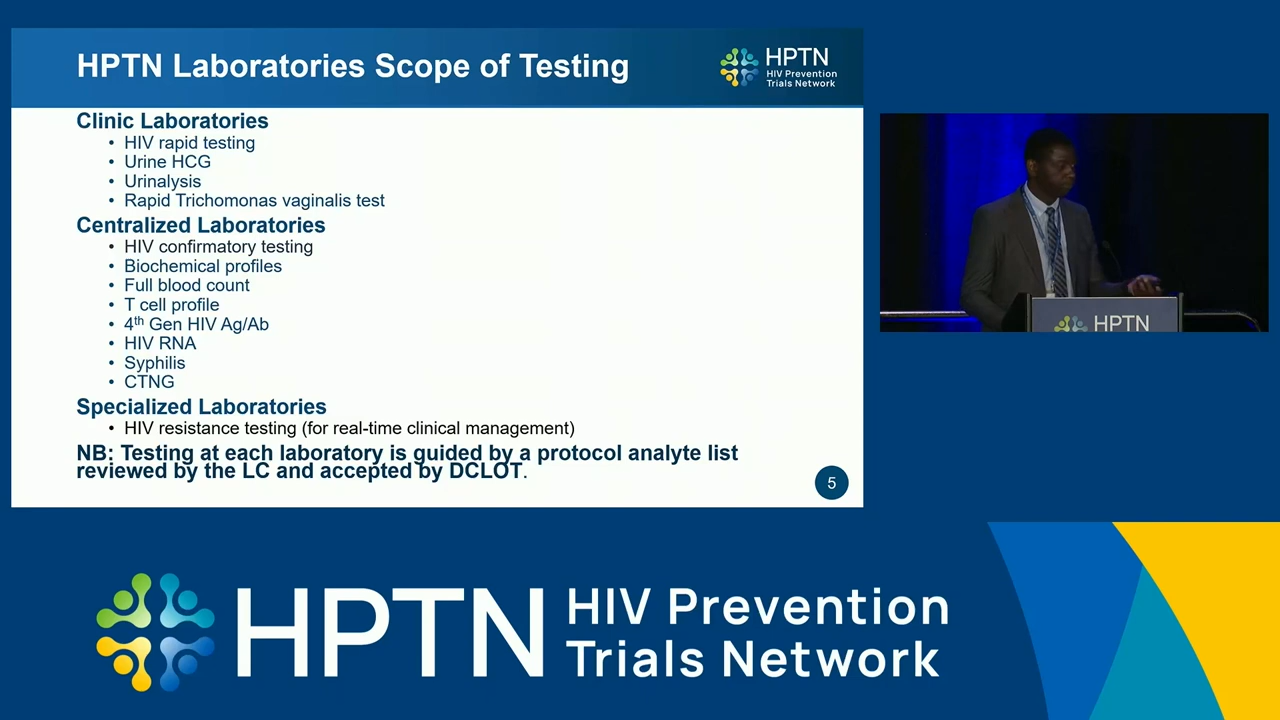 HPTN Laboratories Scope of Testing
HPTN
HIV Prevention
Trials Network
Clinic Laboratories
• HIV rapid testing
• Urine HCG
• Urinalysis
• Rapid Trichomonas vaginalis test
Centralized Laboratories
• HIV confirmatory testing
• Biochemical profiles
• Full blood count
• T cell profile
• 4th Gen HIV Ag/Ab
• HIV RNA
• Syphilis
• CTNG
Specialized Laboratories
• HIV resistance testing (for real-time clinical management)
NB: Testing at each laboratory is guided by a protocol analyte list
reviewed by the LC and accepted by DCLOT.
5
HPTN
HPTN
HIV Prevention
Trials Network